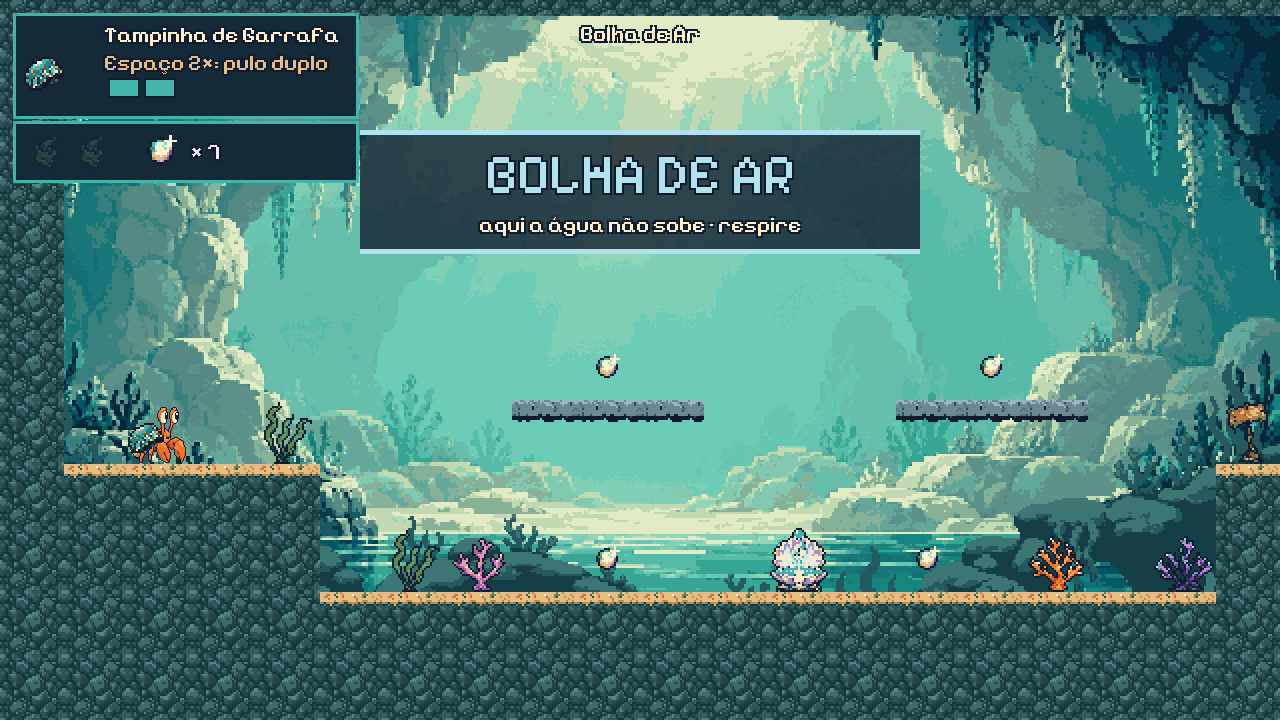 Tampinha de Garrafa
Espaço 2×: pulo duplo
× 7
Bolha de Ar
BOLHA DE AR
aqui a água não sobe · respire